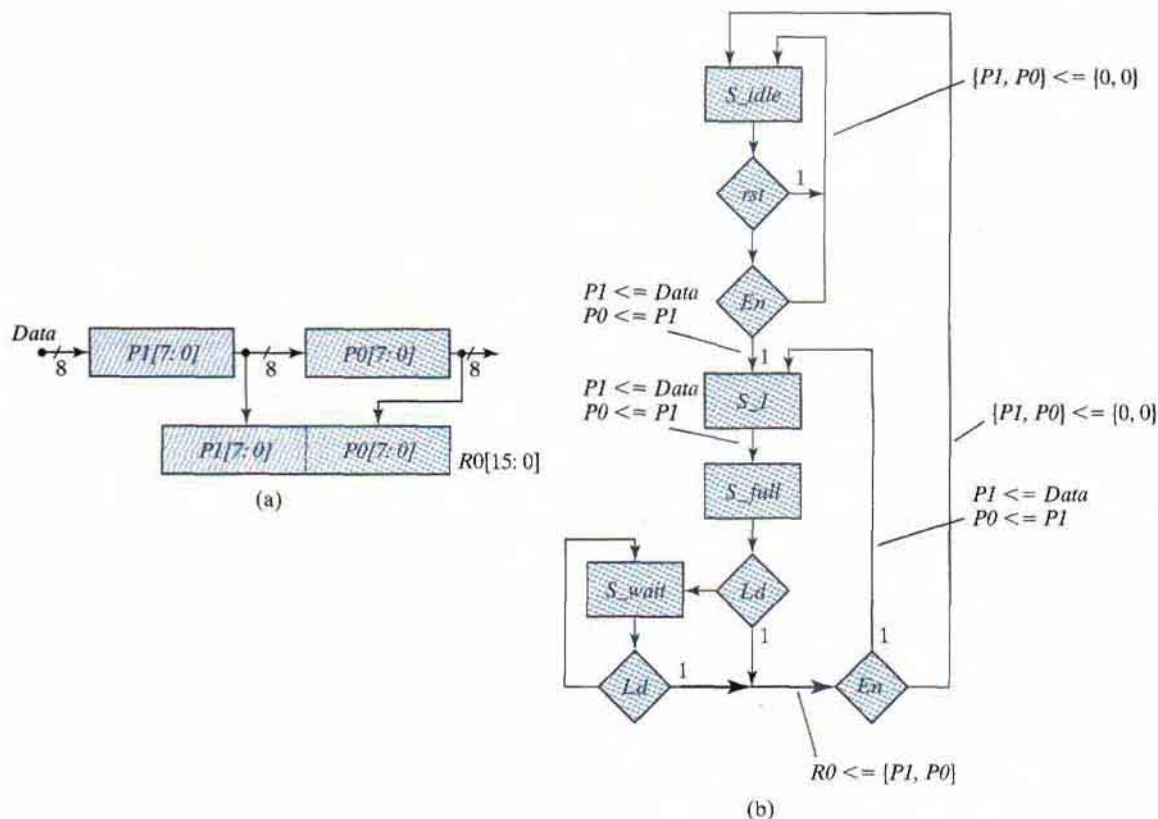 Data
8
P1[7: 0]
8
P0[7: 0]
8
P1[7: 0]
P0[7: 0]
R0[15: 0]
(a)
S_idle
{P1, P0} <= {0, 0}
rst
1
En
P1 <= Data
P0 <= P1
1
S_1
P1 <= Data
P0 <= P1
{P1, P0} <= {0, 0}
S_full
P1 <= Data
P0 <= P1
S_wait
Ld
1
Ld
1
En
1
R0 <= {P1, P0}
(b)